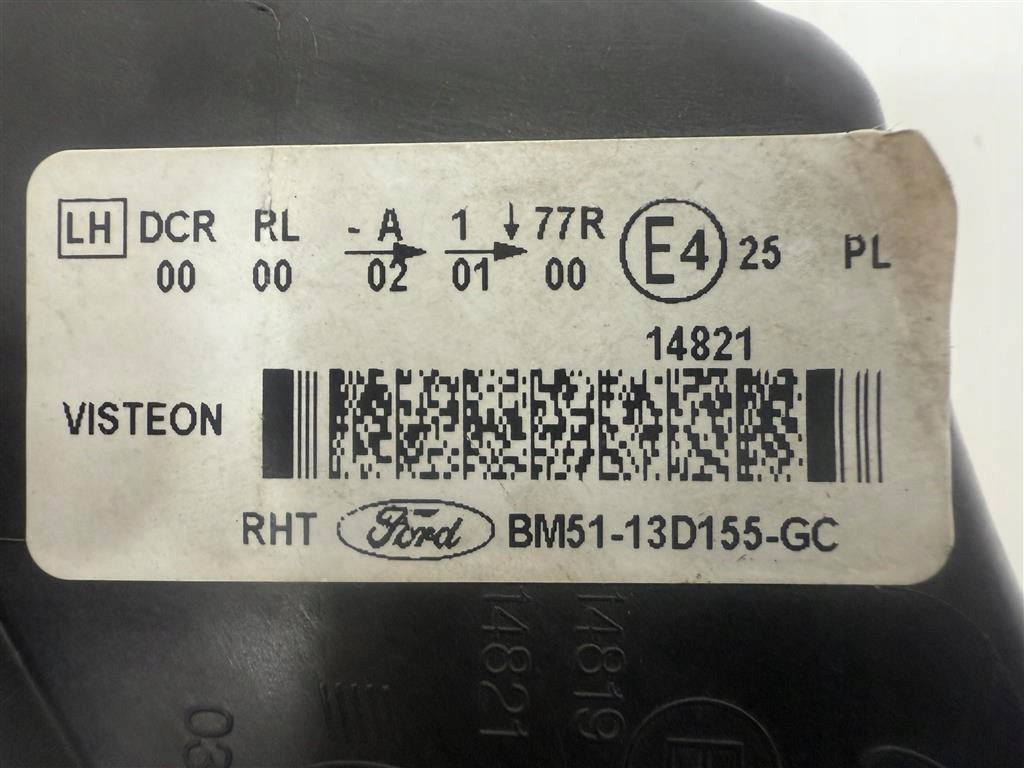 LH DCR RL - A 1 ↓ 77R E4 25 PL
00 00 02 01 00
14821
VISTEON
RHT Ford BM51-13D155-GC
14819
14821
03
E